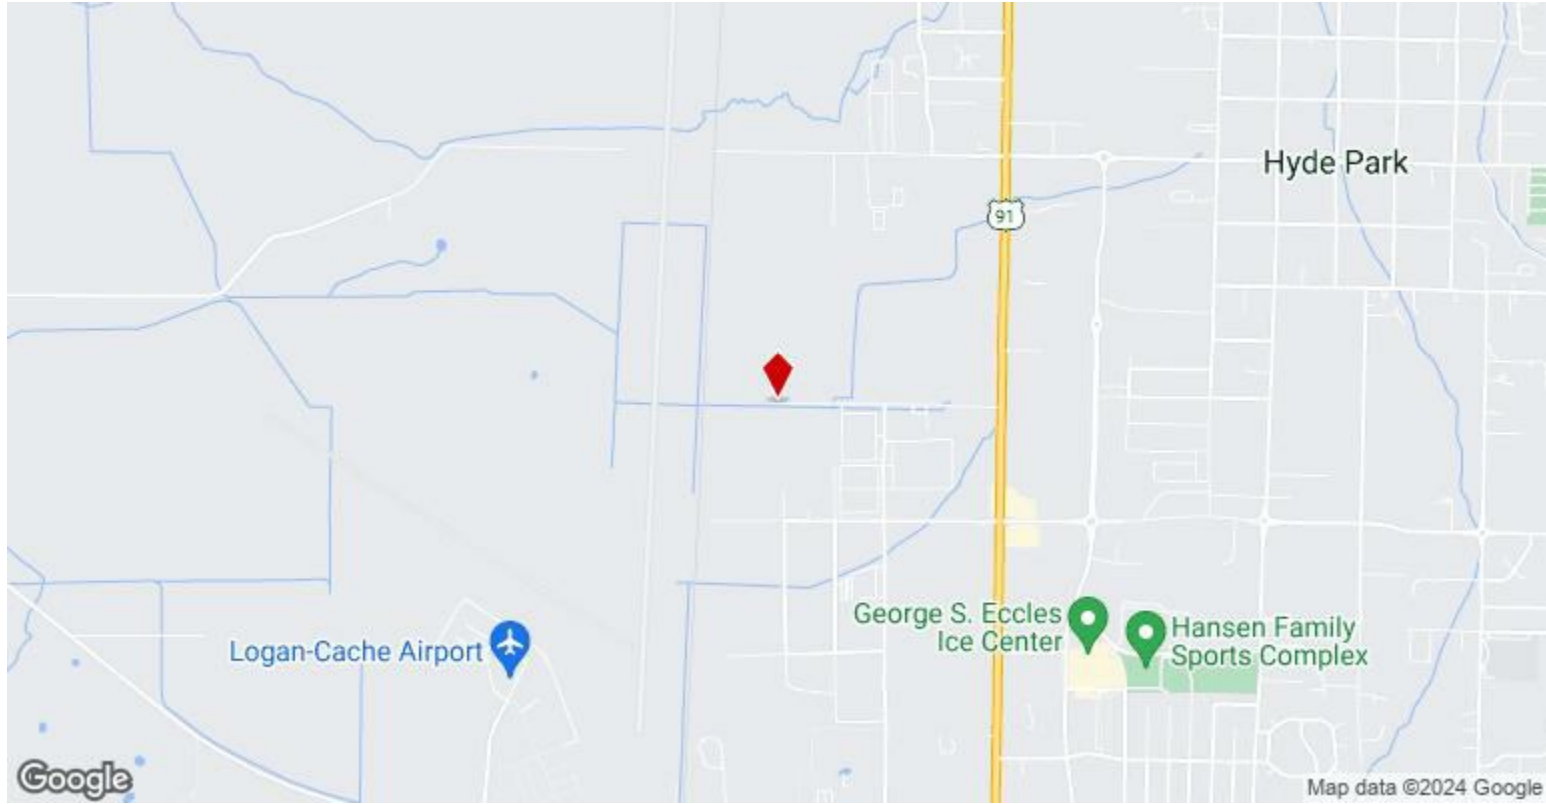 Hyde Park
91
George S. Eccles
Ice Center
Hansen Family
Sports Complex
Logan-Cache Airport
Google
Map data ©2024 Google